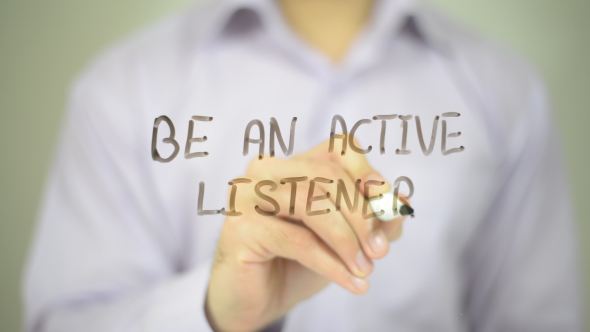 BE AN ACTIVE
LISTENER